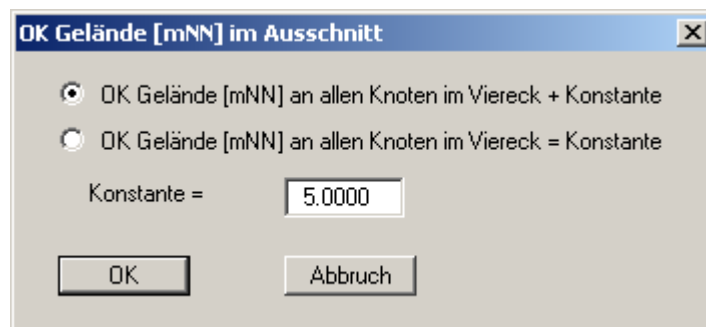 OK Gelände [mNN] im Ausschnitt
OK Gelände [mNN] an allen Knoten im Viereck + Konstante
OK Gelände [mNN] an allen Knoten im Viereck = Konstante
Konstante = 5.0000
OK Abbruch